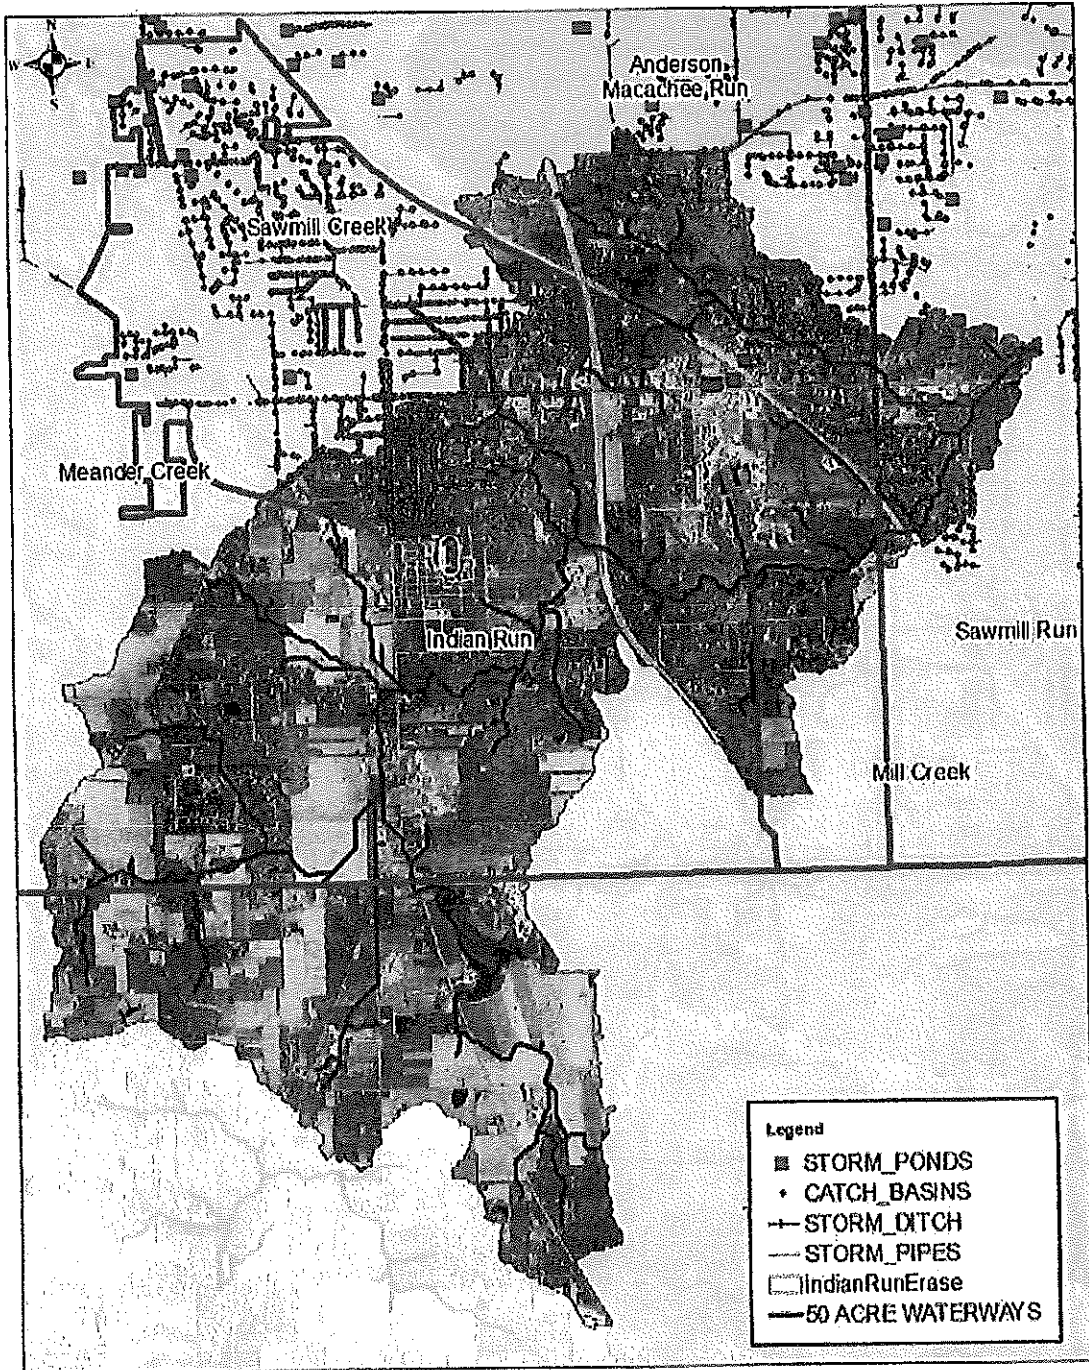 N
W E
S
Anderson
Macachee Run
Sawmill Creek
Meander Creek
Indian Run
Sawmill Run
Mill Creek
Legend
STORM_PONDS
CATCH_BASINS
STORM_DITCH
STORM_PIPES
IndianRunErase
50 ACRE WATERWAYS